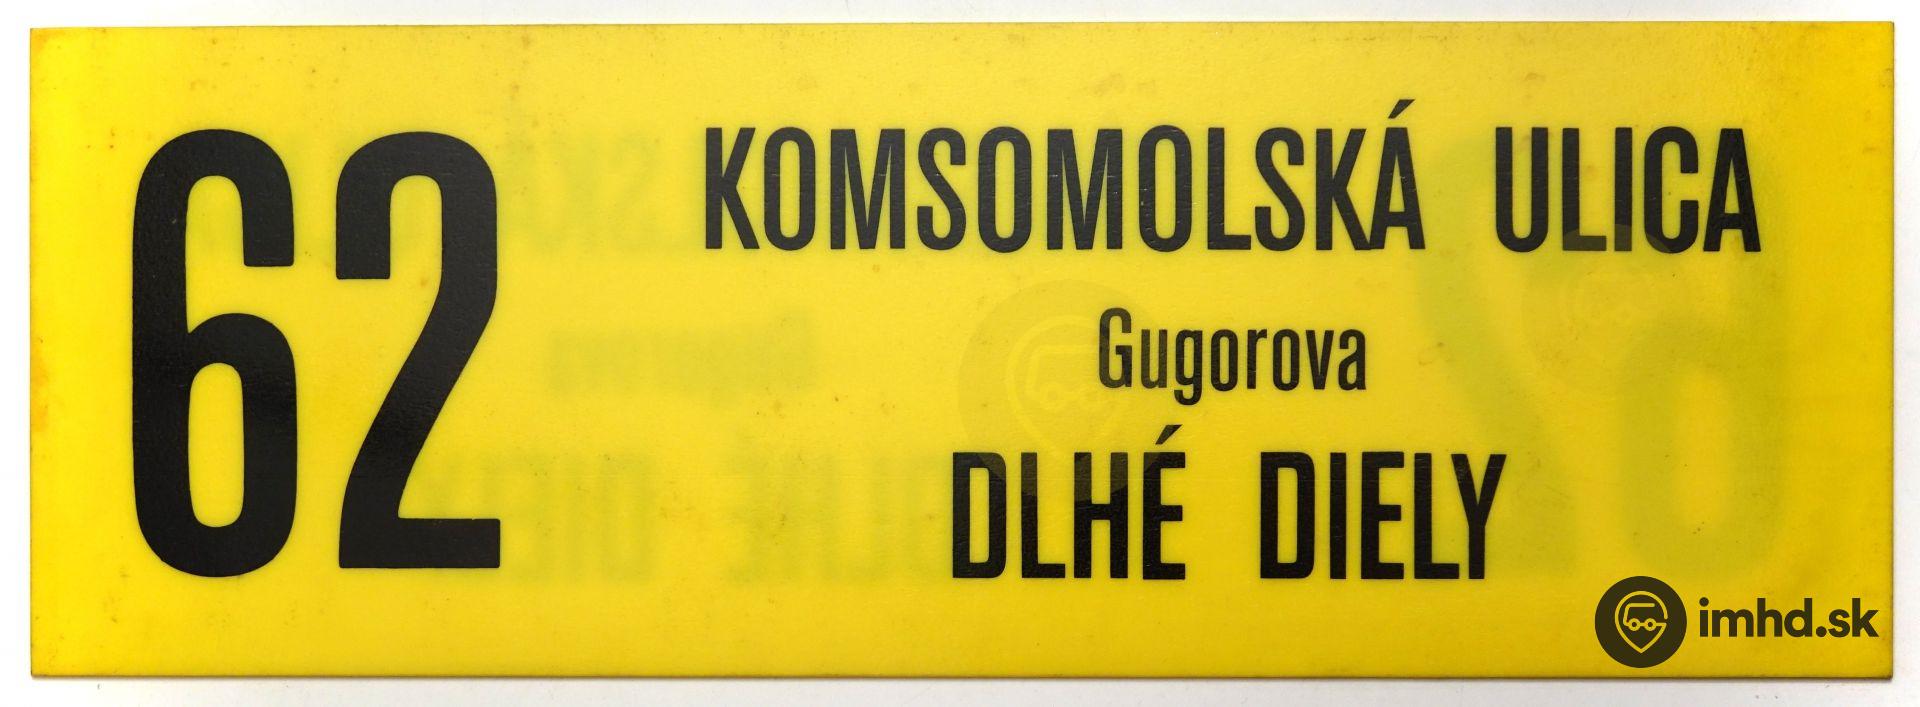 62
KOMSOMOLSKÁ ULICA
Gugorova
DLHÉ DIELY
imhd.sk